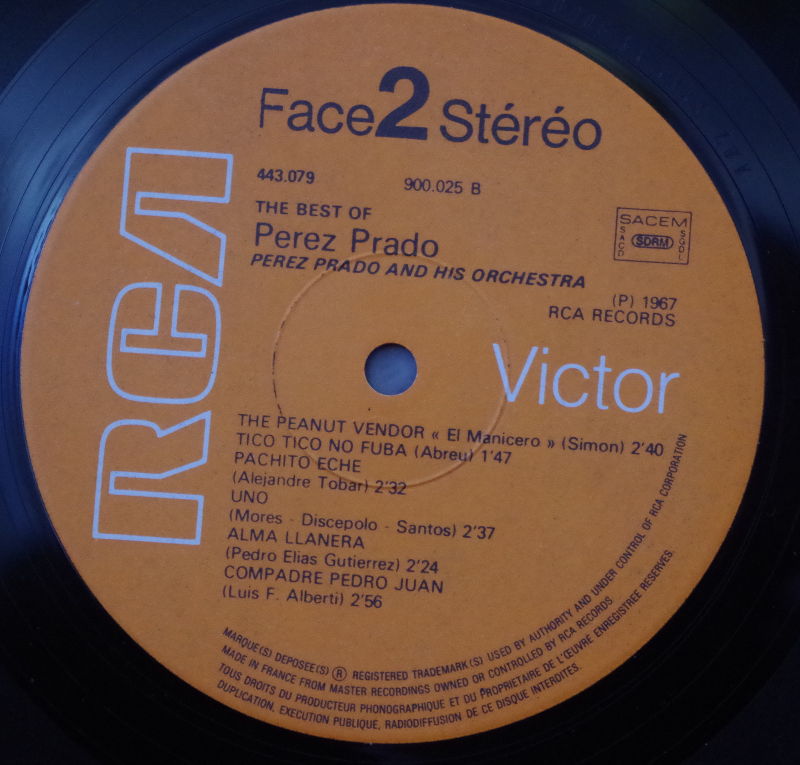 Face 2 Stéréo
443.079 900.025 B
THE BEST OF
Perez Prado
PEREZ PRADO AND HIS ORCHESTRA
SACEM
SACD SDRM SGDL
(P) 1967
RCA RECORDS
RCA
Victor
THE PEANUT VENDOR « El Manicero » (Simon) 2'40
TICO TICO NO FUBA (Abreu) 1'47
PACHITO ECHE
(Alejandre Tobar) 2'32
UNO
(Mores - Discepolo - Santos) 2'37
ALMA LLANERA
(Pedro Elias Gutierrez) 2'24
COMPADRE PEDRO JUAN
(Luis F. Alberti) 2'56
MARQUE(S) DEPOSEE(S) ® REGISTERED TRADEMARK(S) USED BY AUTHORITY AND UNDER CONTROL OF RCA CORPORATION
MADE IN FRANCE FROM MASTER RECORDINGS OWNED OR CONTROLLED BY RCA RECORDS.
TOUS DROITS DU PRODUCTEUR PHONOGRAPHIQUE ET DU PROPRIETAIRE DE L'ŒUVRE ENREGISTREE RESERVES.
DUPLICATION, EXECUTION PUBLIQUE, RADIODIFFUSION DE CE DISQUE INTERDITES.